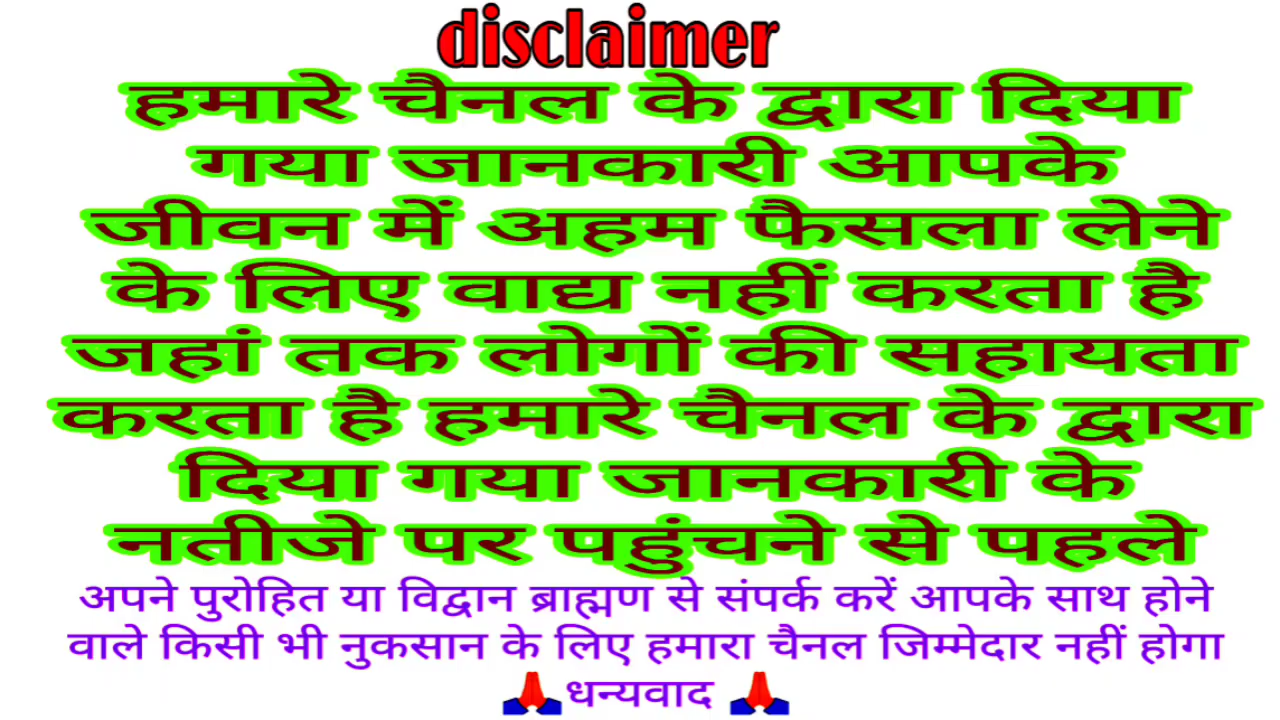 disclaimer
हमारे चैनल के द्वारा दिया
गया जानकारी आपके
जीवन में अहम फैसला लेने
के लिए वाद्य नहीं करता है
जहां तक लोगों की सहायता
करता है हमारे चैनल के द्वारा
दिया गया जानकारी के
नतीजे पर पहुंचने से पहले
अपने पुरोहित या विद्वान ब्राह्मण से संपर्क करें आपके साथ होने
वाले किसी भी नुकसान के लिए हमारा चैनल जिम्मेदार नहीं होगा
🙏धन्यवाद 🙏